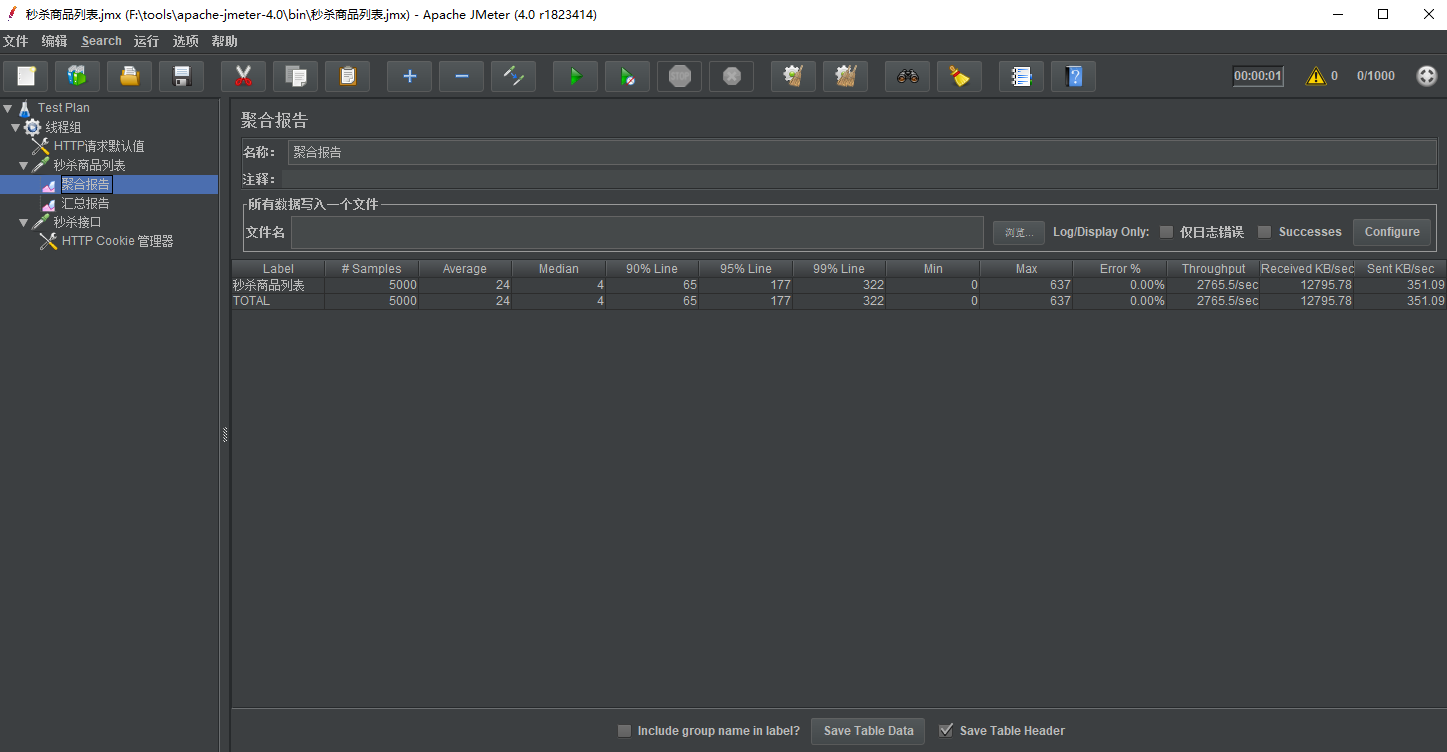 秒杀商品列表.jmx (F:\tools\apache-jmeter-4.0\bin\秒杀商品列表.jmx) - Apache JMeter (4.0 r1823414)
文件 编辑 Search 运行 选项 帮助
STOP 00:00:01 0 0/1000
Test Plan
线程组
HTTP请求默认值
秒杀商品列表
聚合报告
汇总报告
秒杀接口
HTTP Cookie 管理器
聚合报告
名称: 聚合报告
注释:
所有数据写入一个文件
文件名 浏览... Log/Display Only: 仅日志错误 Successes Configure
Label # Samples Average Median 90% Line 95% Line 99% Line Min Max Error % Throughput Received KB/sec Sent KB/sec
秒杀商品列表 5000 24 4 65 177 322 0 637 0.00% 2765.5/sec 12795.78 351.09
TOTAL 5000 24 4 65 177 322 0 637 0.00% 2765.5/sec 12795.78 351.09
Include group name in label? Save Table Data Save Table Header